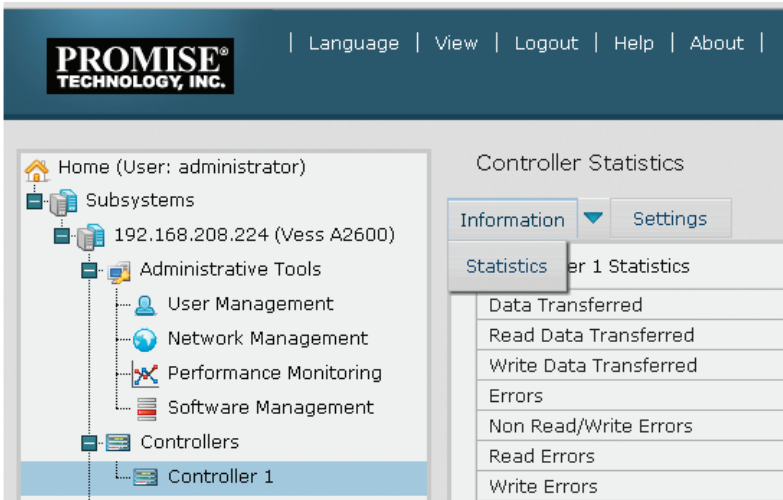 PROMISE®
TECHNOLOGY, INC.
| Language | View | Logout | Help | About |
Home (User: administrator)
Subsystems
192.168.208.224 (Vess A2600)
Administrative Tools
User Management
Network Management
Performance Monitoring
Software Management
Controllers
Controller 1
Controller Statistics
Information
Settings
Statistics
er 1 Statistics
Data Transferred
Read Data Transferred
Write Data Transferred
Errors
Non Read/Write Errors
Read Errors
Write Errors